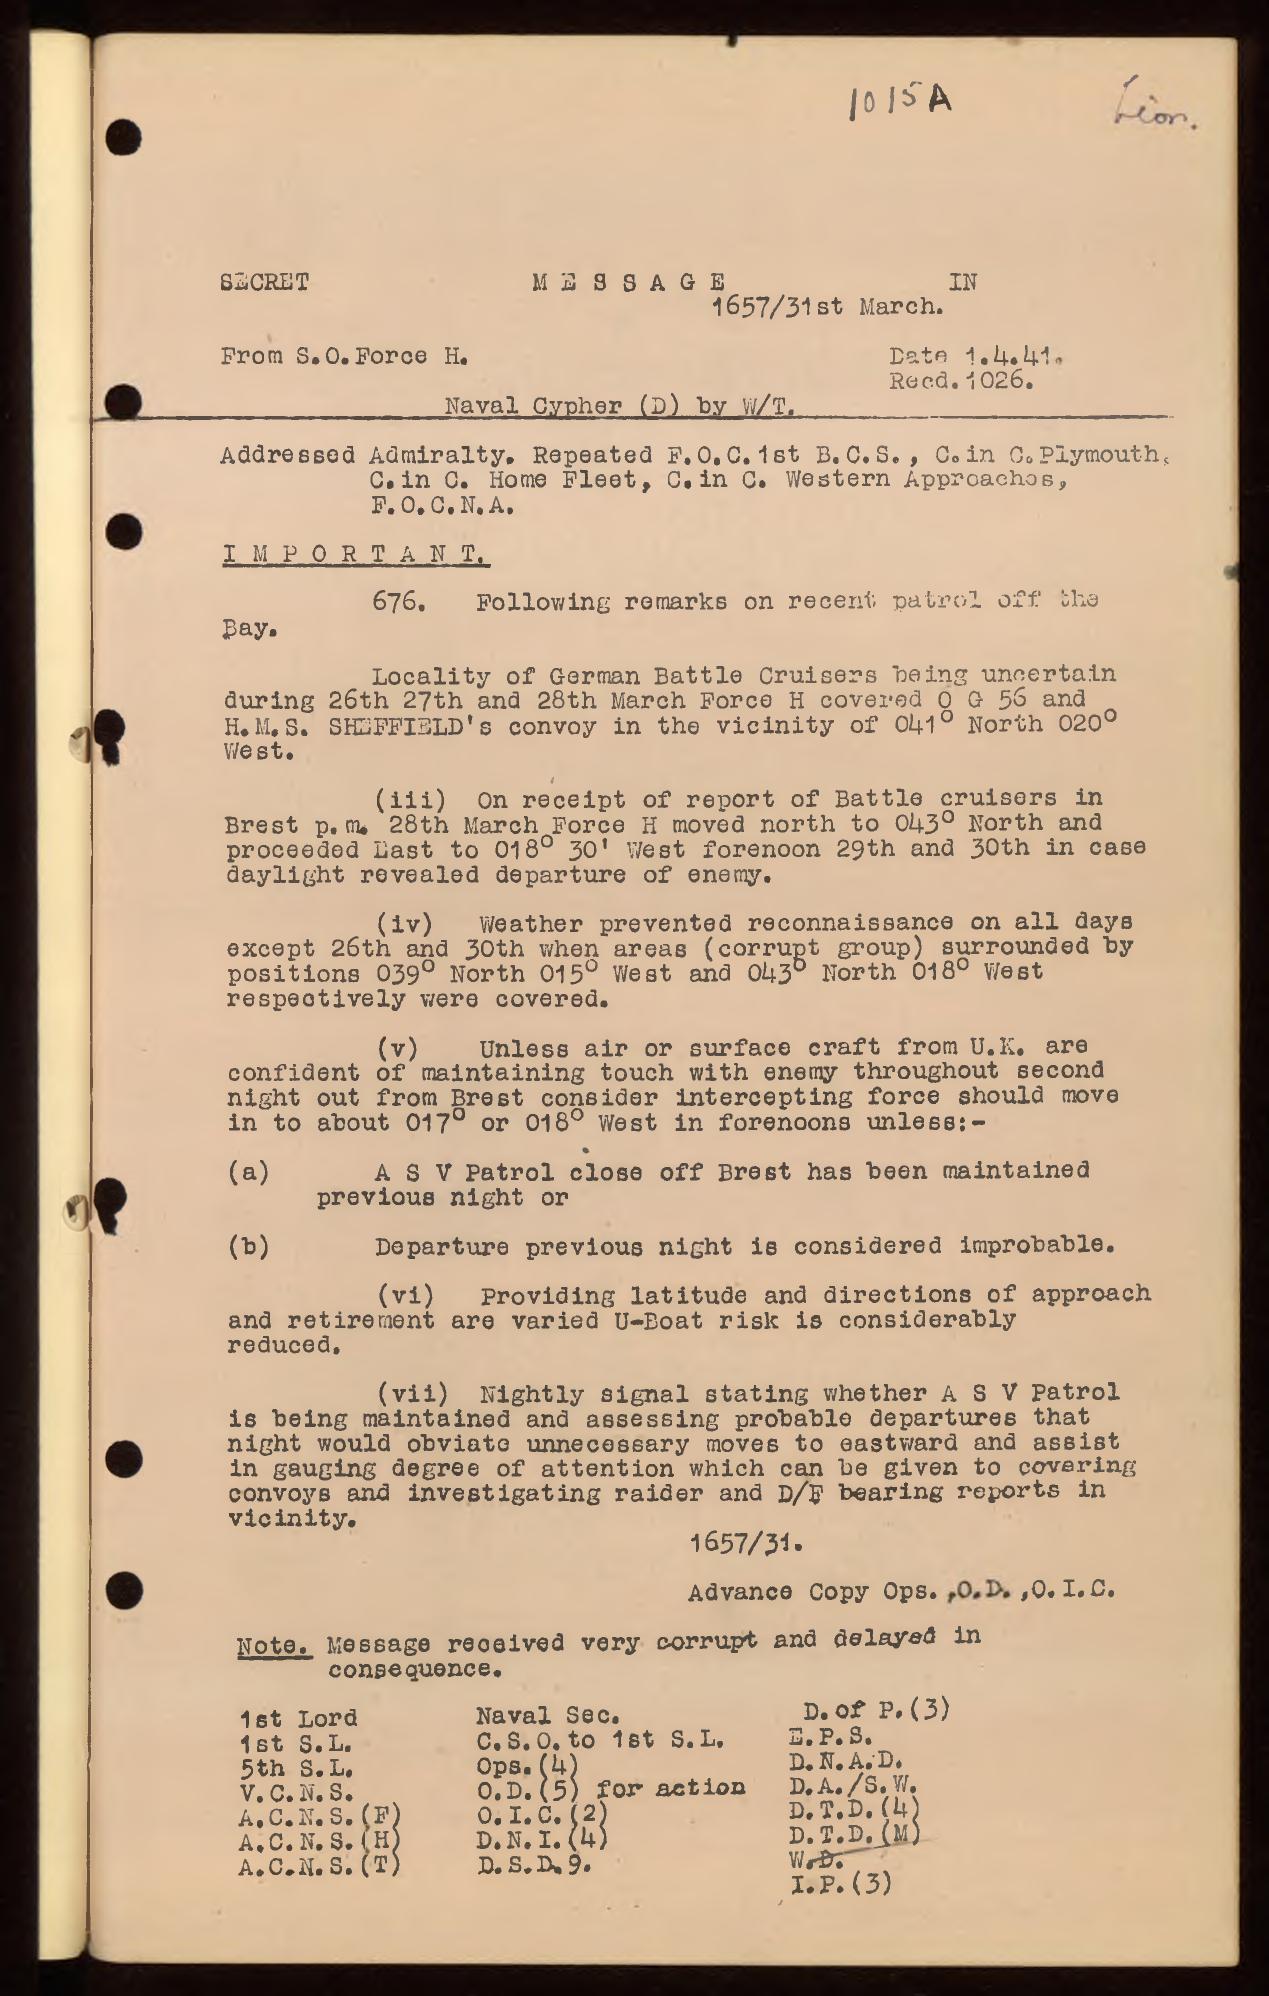 1015A
Lion.
SECRET M E S S A G E IN
1657/31st March.
From S.O.Force H. Date 1.4.41.
Recd.1026.
Naval Cypher (D) by W/T.
Addressed Admiralty. Repeated F.O.C.1st B.C.S., C.in C.Plymouth,
C.in C. Home Fleet, C.in C. Western Approaches,
F.O.C.N.A.
I M P O R T A N T.
676. Following remarks on recent patrol off the
Bay.
Locality of German Battle Cruisers being uncertain
during 26th 27th and 28th March Force H covered O G 56 and
H.M.S. SHEFFIELD's convoy in the vicinity of 041° North 020°
West.
(iii) On receipt of report of Battle cruisers in
Brest p.m. 28th March Force H moved north to 043° North and
proceeded East to 018° 30' West forenoon 29th and 30th in case
daylight revealed departure of enemy.
(iv) Weather prevented reconnaissance on all days
except 26th and 30th when areas (corrupt group) surrounded by
positions 039° North 015° West and 043° North 018° West
respectively were covered.
(v) Unless air or surface craft from U.K. are
confident of maintaining touch with enemy throughout second
night out from Brest consider intercepting force should move
in to about 017° or 018° West in forenoons unless:-
(a) A S V Patrol close off Brest has been maintained
previous night or
(b) Departure previous night is considered improbable.
(vi) Providing latitude and directions of approach
and retirement are varied U-Boat risk is considerably
reduced.
(vii) Nightly signal stating whether A S V Patrol
is being maintained and assessing probable departures that
night would obviate unnecessary moves to eastward and assist
in gauging degree of attention which can be given to covering
convoys and investigating raider and D/F bearing reports in
vicinity.
1657/31.
Advance Copy Ops.,O.D.,O.I.C.
Note. Message received very corrupt and delayed in
consequence.
1st Lord Naval Sec. D.of P.(3)
1st S.L. C.S.O.to 1st S.L. E.P.S.
5th S.L. Ops.(4) D.N.A.D.
V.C.N.S. O.D.(5) for action D.A./S.W.
A.C.N.S.(F) O.I.C.(2) D.T.D.(4)
A.C.N.S.(H) D.N.I.(4) D.T.D.(M)
A.C.N.S.(T) D.S.D.9. W.D.
I.P.(3)